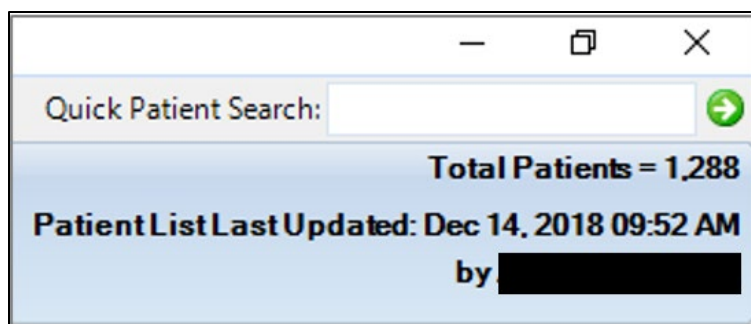 Quick Patient Search:
Total Patients = 1,288
Patient List Last Updated: Dec 14, 2018 09:52 AM
by